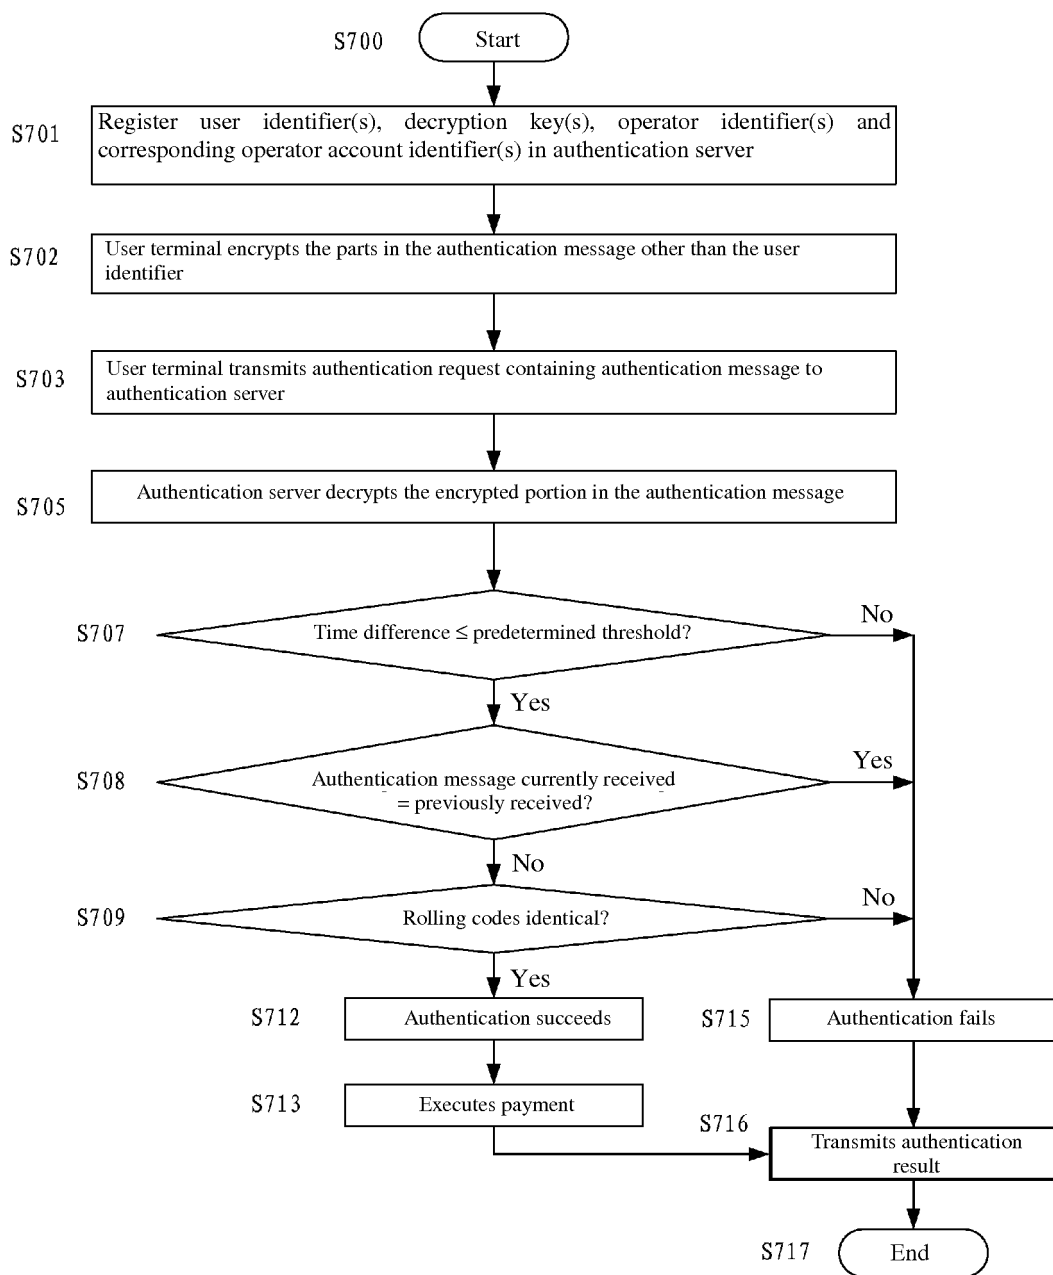 S700
Start
S701
Register user identifier(s), decryption key(s), operator identifier(s) and
corresponding operator account identifier(s) in authentication server
S702
User terminal encrypts the parts in the authentication message other than the user
identifier
S703
User terminal transmits authentication request containing authentication message to
authentication server
S705
Authentication server decrypts the encrypted portion in the authentication message
S707
Time difference ≤ predetermined threshold?
No
Yes
S708
Authentication message currently received
= previously received?
Yes
No
S709
Rolling codes identical?
No
Yes
S712
Authentication succeeds
S715
Authentication fails
S713
Executes payment
S716
Transmits authentication
result
S717
End